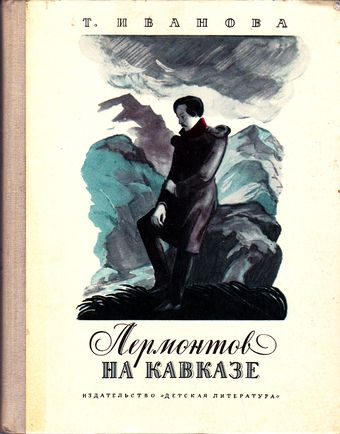 Т. ИВАНОВА
Лермонтов
НА КАВКАЗЕ
ИЗДАТЕЛЬСТВО «ДЕТСКАЯ ЛИТЕРАТУРА»